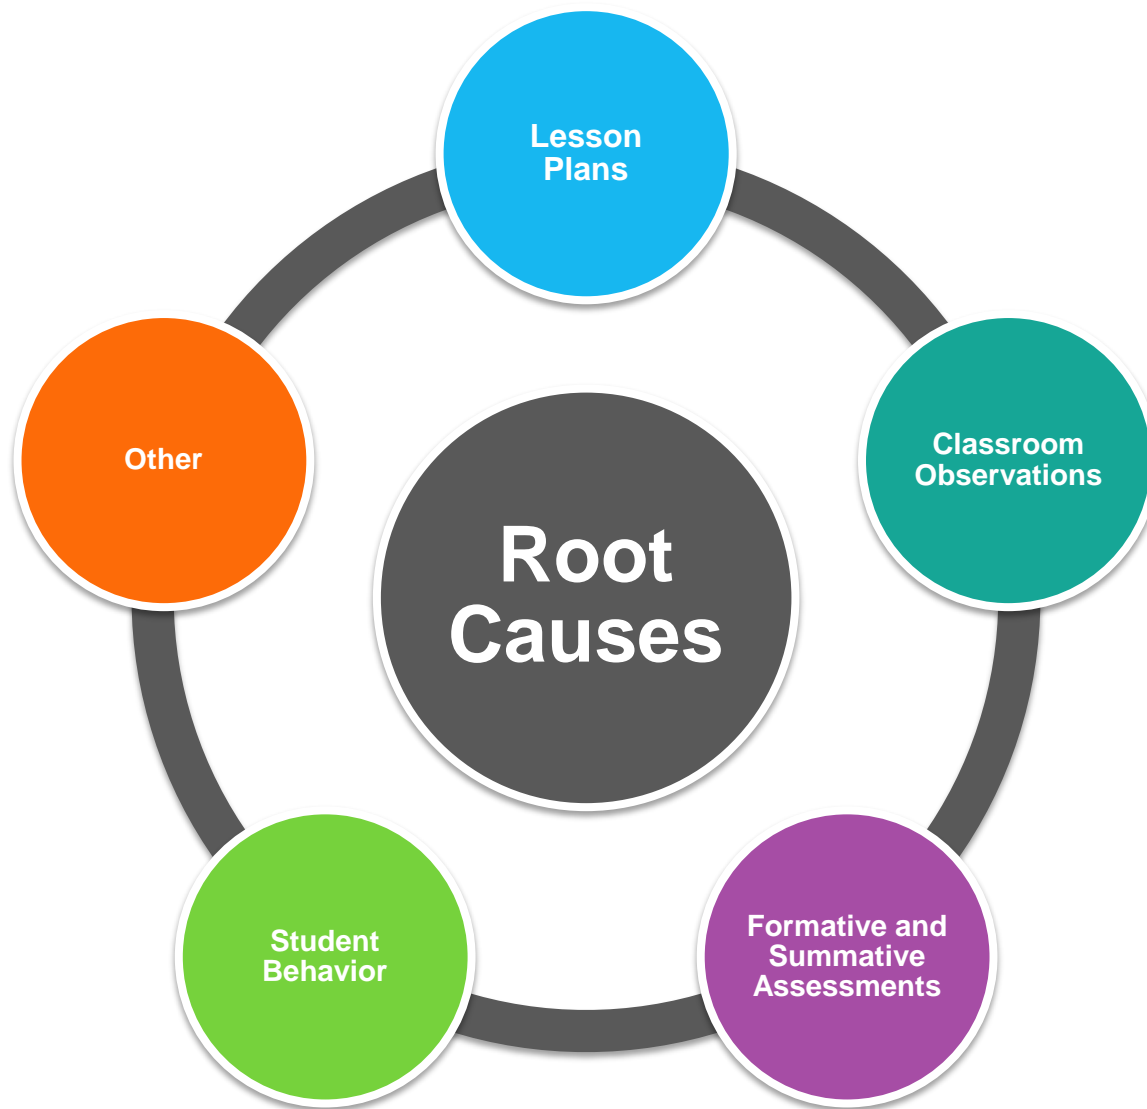 Lesson
Plans
Classroom
Observations
Formative and
Summative
Assessments
Student
Behavior
Other
Root
Causes